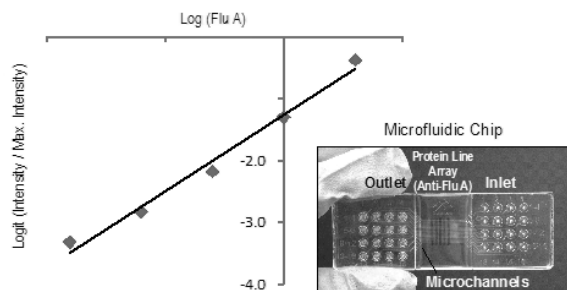 Log (Flu A)
Logit (Intensity / Max. Intensity)
-2.0
-3.0
-4.0
Microfluidic Chip
Protein Line
Array
(Anti-Flu A)
Outlet
Inlet
Microchannels